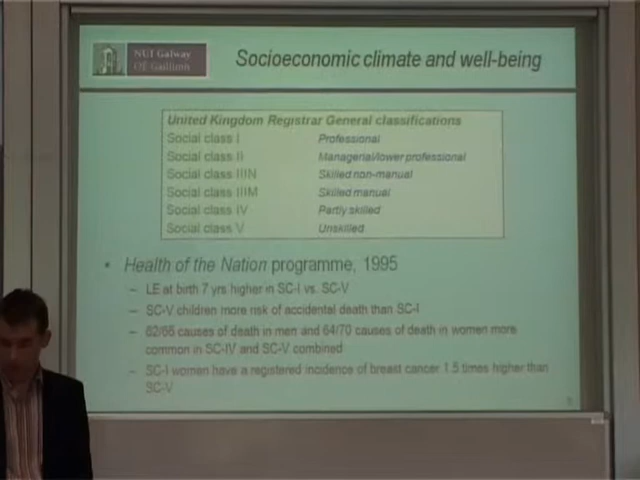 NUI Galway
OÉ Gaillimh
Socioeconomic climate and well-being
United Kingdom Registrar General classifications
Social class I Professional
Social class II Managerial/lower professional
Social class IIIN Skilled non-manual
Social class IIIM Skilled manual
Social class IV Partly skilled
Social class V Unskilled
• Health of the Nation programme, 1995
– LE at birth 7 yrs higher in SC-I vs. SC-V
– SC-V children more risk of accidental death than SC-I
– 62/66 causes of death in men and 64/70 causes of death in women more
common in SC-IV and SC-V combined
– SC-I women have a registered incidence of breast cancer 1.5 times higher than
SC-V